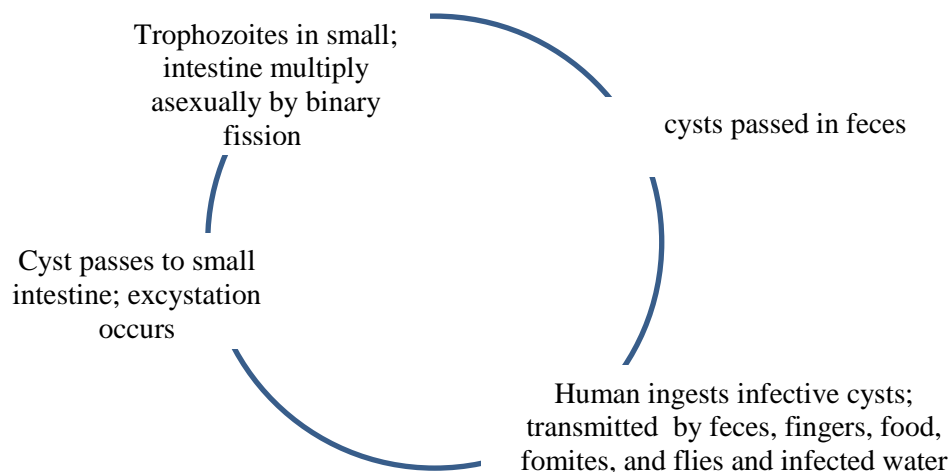 Trophozoites in small;
intestine multiply
asexually by binary
fission
cysts passed in feces
Human ingests infective cysts;
transmitted by feces, fingers, food,
fomites, and flies and infected water
Cyst passes to small
intestine; excystation
occurs